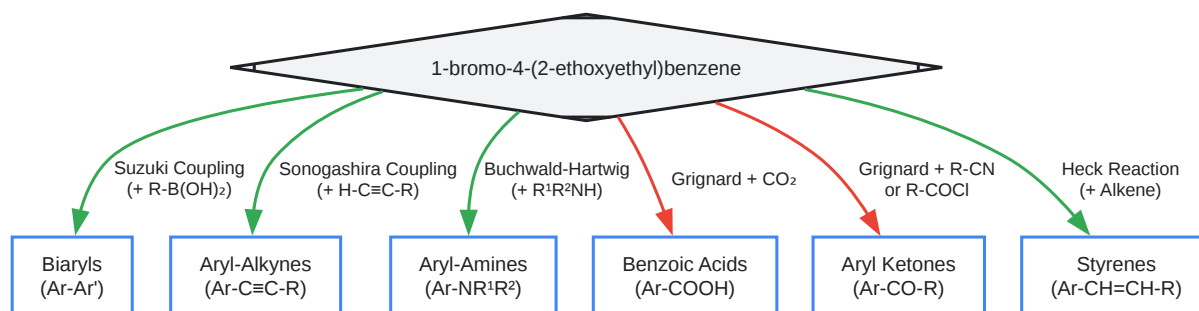 1-bromo-4-(2-ethoxyethyl)benzene
Suzuki Coupling
(+ R-B(OH)₂)
Sonogashira Coupling
(+ H-C≡C-R)
Buchwald-Hartwig
(+ R¹R²NH)
Grignard + CO₂
Grignard + R-CN
or R-COCl
Heck Reaction
(+ Alkene)
Biaryls
(Ar-Ar')
Aryl-Alkynes
(Ar-C≡C-R)
Aryl-Amines
(Ar-NR¹R²)
Benzoic Acids
(Ar-COOH)
Aryl Ketones
(Ar-CO-R)
Styrenes
(Ar-CH=CH-R)